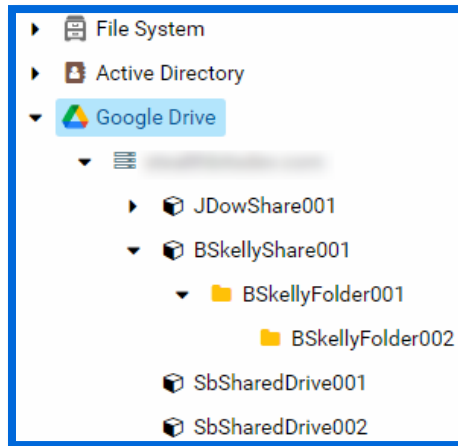 File System
Active Directory
Google Drive
JDowShare001
BSkellyShare001
BSkellyFolder001
BSkellyFolder002
SbSharedDrive001
SbSharedDrive002